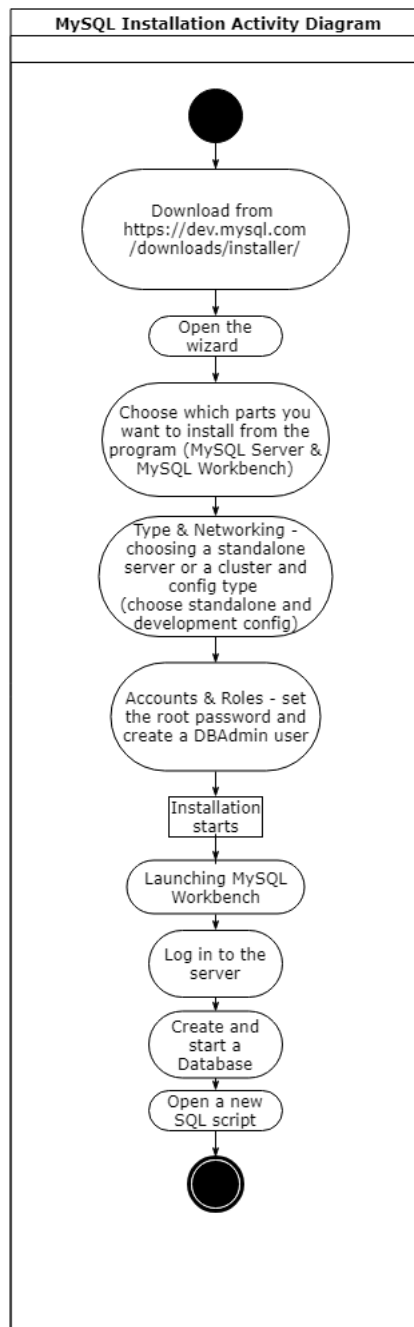 MySQL Installation Activity Diagram
Download from
https://dev.mysql.com
/downloads/installer/
Open the
wizard
Choose which parts you
want to install from the
program (MySQL Server &
MySQL Workbench)
Type & Networking -
choosing a standalone
server or a cluster and
config type
(choose standalone and
development config)
Accounts & Roles - set
the root password and
create a DBAdmin user
Installation
starts
Launching MySQL
Workbench
Log in to the
server
Create and
start a
Database
Open a new
SQL script